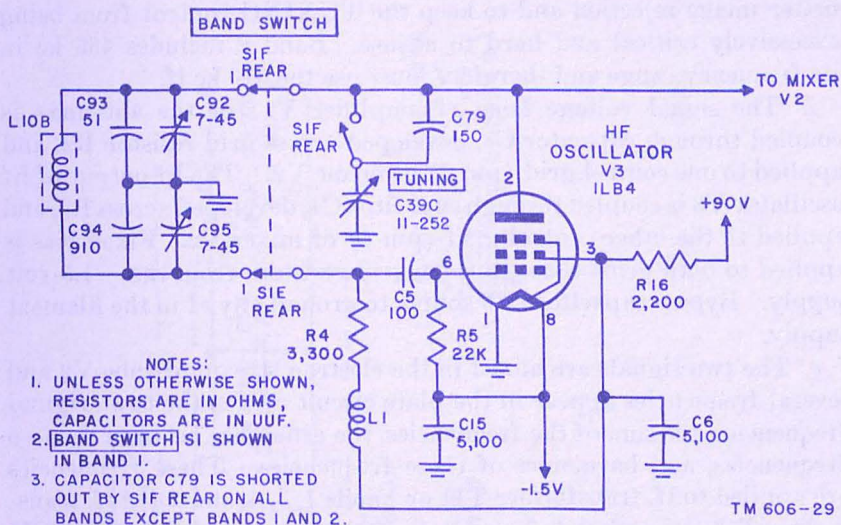 BAND SWITCH
SIF
REAR
1
C93
51
C92
7-45
L10B
C94
910
C95
7-45
1
SIF
REAR
SIF
REAR
1
C79
150
TUNING
C39C
11-252
TO MIXER
V2
HF
OSCILLATOR
V3
1LB4
+90V
2
3
6
1
8
R16
2,200
C5
100
R4
3,300
R5
22K
L1
C15
5,100
C6
5,100
-1.5V
NOTES:
1. UNLESS OTHERWISE SHOWN,
RESISTORS ARE IN OHMS,
CAPACITORS ARE IN UUF.
2. BAND SWITCH S1 SHOWN
IN BAND 1.
3. CAPACITOR C79 IS SHORTED
OUT BY SIF REAR ON ALL
BANDS EXCEPT BANDS 1 AND 2.
TM 606-29